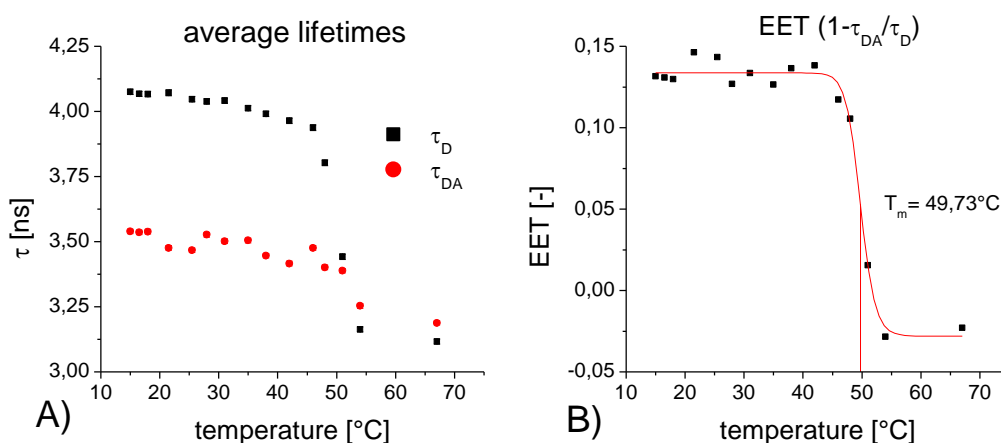 average lifetimes
4,25
4,00
3,75
3,50
3,25
3,00
τ [ns]
τD
τDA
10 20 30 40 50 60 70
temperature [°C]
A)
EET (1-τDA/τD)
0,15
0,10
0,05
0,00
-0,05
EET [-]
Tm= 49,73°C
10 20 30 40 50 60 70
temperature [°C]
B)